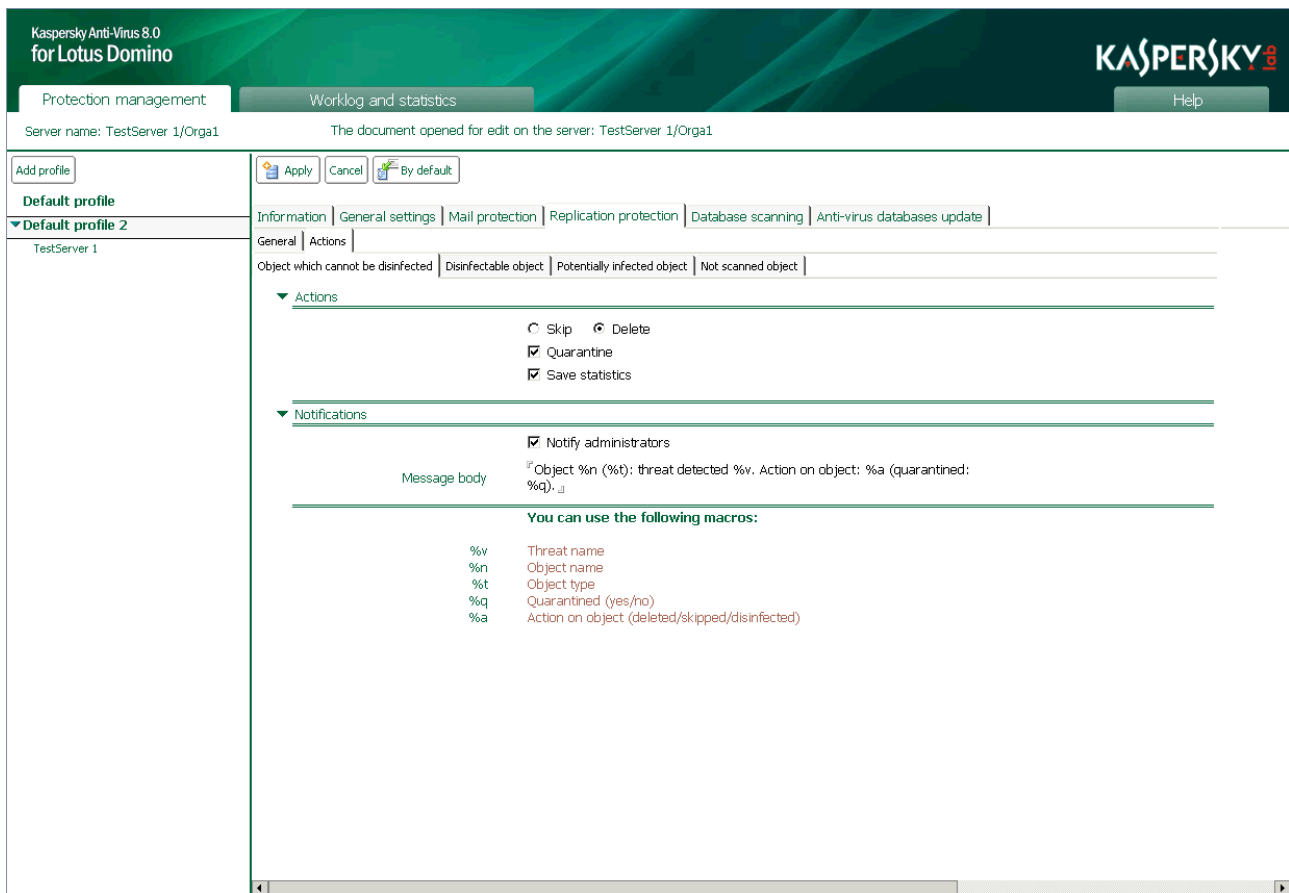 Kaspersky Anti-Virus 8.0
for Lotus Domino
KASPERSKY lab
Protection management
Worklog and statistics
Help
Server name: TestServer 1/Orga1
The document opened for edit on the server: TestServer 1/Orga1
Add profile
Apply
Cancel
By default
Default profile
Default profile 2
TestServer 1
Information
General settings
Mail protection
Replication protection
Database scanning
Anti-virus databases update
General
Actions
Object which cannot be disinfected
Disinfectable object
Potentially infected object
Not scanned object
Actions
Skip
Delete
Quarantine
Save statistics
Notifications
Notify administrators
Message body
Object %n (%t): threat detected %v. Action on object: %a (quarantined:
%q).
You can use the following macros:
%v Threat name
%n Object name
%t Object type
%q Quarantined (yes/no)
%a Action on object (deleted/skipped/disinfected)